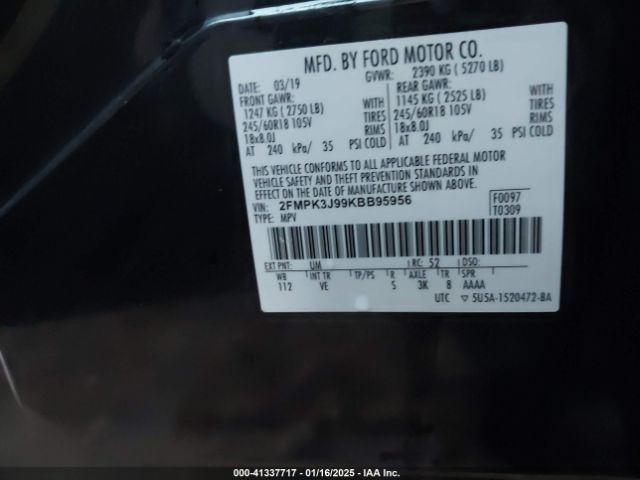 MFD. BY FORD MOTOR CO.
DATE: 03/19 GVWR: 2390 KG ( 5270 LB)
FRONT GAWR: REAR GAWR:
1247 KG ( 2750 LB) WITH 1145 KG ( 2525 LB) WITH
245/60R18 105V TIRES 245/60R18 105V TIRES
18x8.0J RIMS 18x8.0J RIMS
AT 240 kPa/ 35 PSI COLD AT 240 kPa/ 35 PSI COLD
THIS VEHICLE CONFORMS TO ALL APPLICABLE FEDERAL MOTOR
VEHICLE SAFETY AND THEFT PREVENTION STANDARDS IN
EFFECT ON THE DATE OF MANUFACTURE SHOWN ABOVE.
VIN: 2FMPK3J99KBB95956 F0097
TYPE: MPV T0309
EXT PNT: UM RC: 52 DSO:
WB INT TR TP/PS R AXLE TR SPR
112 VE S 3K 8 AAAA
UTC ▽ 5U5A-1520472-BA
000-41337717 - 01/16/2025 - IAA Inc.